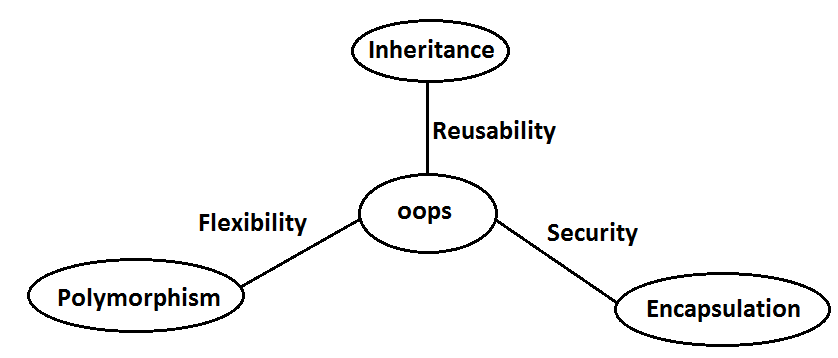 Inheritance
Reusability
oops
Flexibility
Security
Polymorphism
Encapsulation